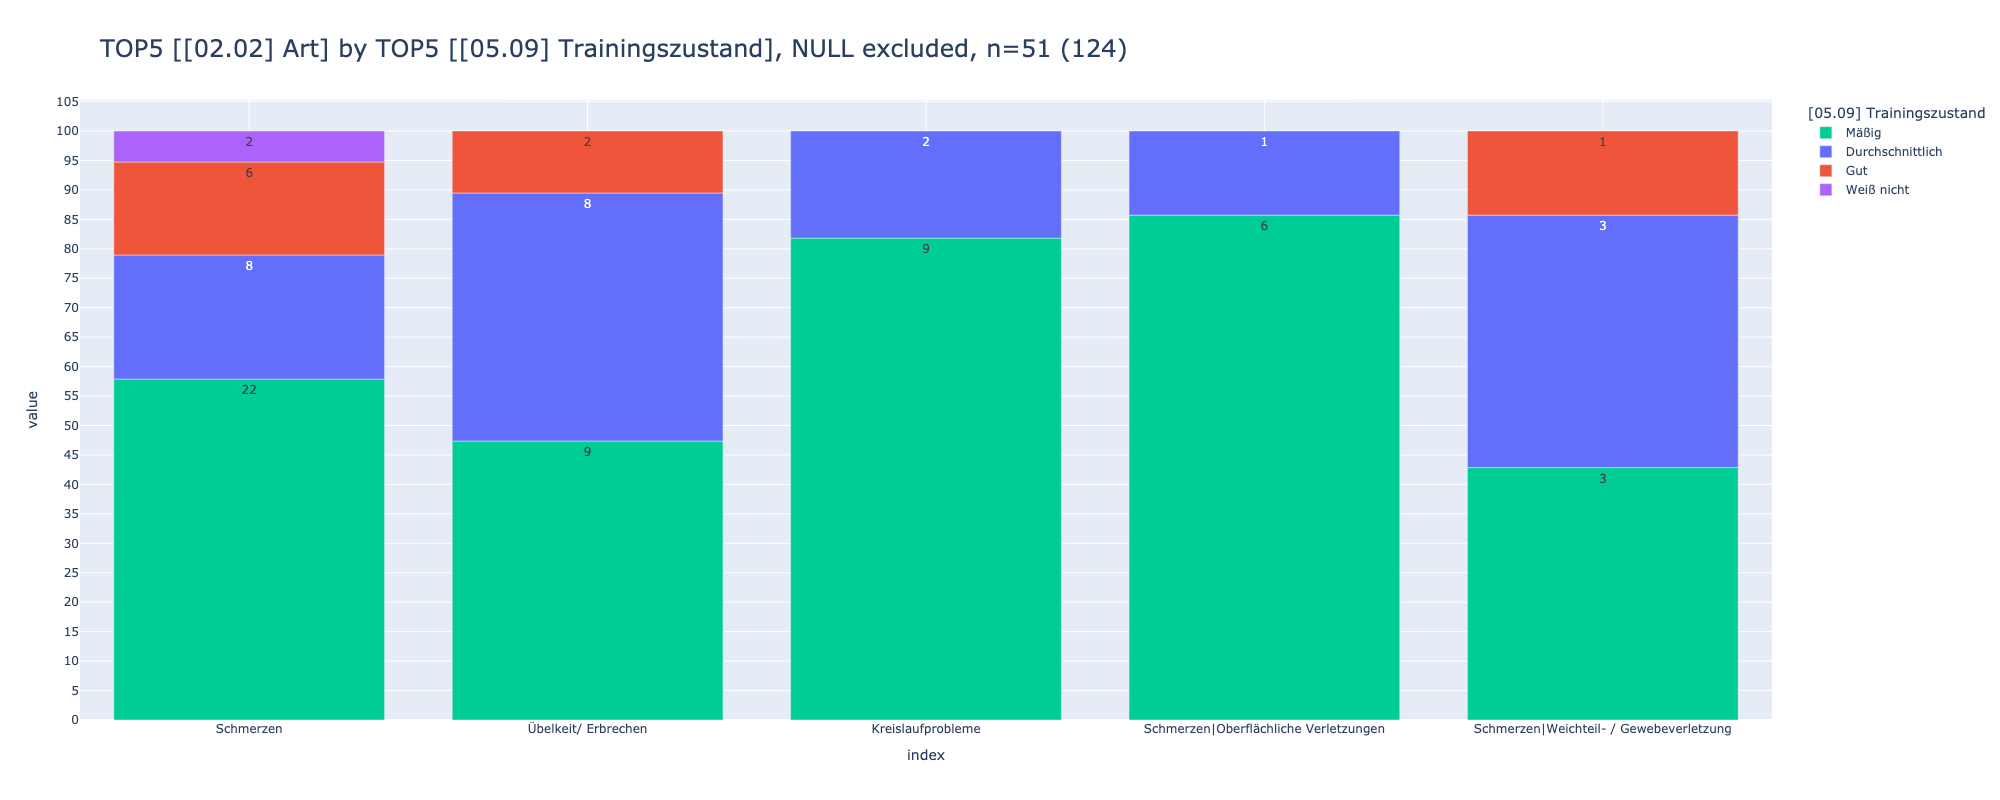 TOP5 [[02.02] Art] by TOP5 [[05.09] Trainingszustand], NULL excluded, n=51 (124)
[05.09] Trainingszustand
Mäßig
Durchschnittlich
Gut
Weiß nicht
105
100
95
90
85
80
75
70
65
60
55
50
45
40
35
30
25
20
15
10
5
0
value
2
6
8
22
2
8
9
2
9
1
6
1
3
3
Schmerzen
Übelkeit/ Erbrechen
Kreislaufprobleme
Schmerzen|Oberflächliche Verletzungen
Schmerzen|Weichteil- / Gewebeverletzung
index